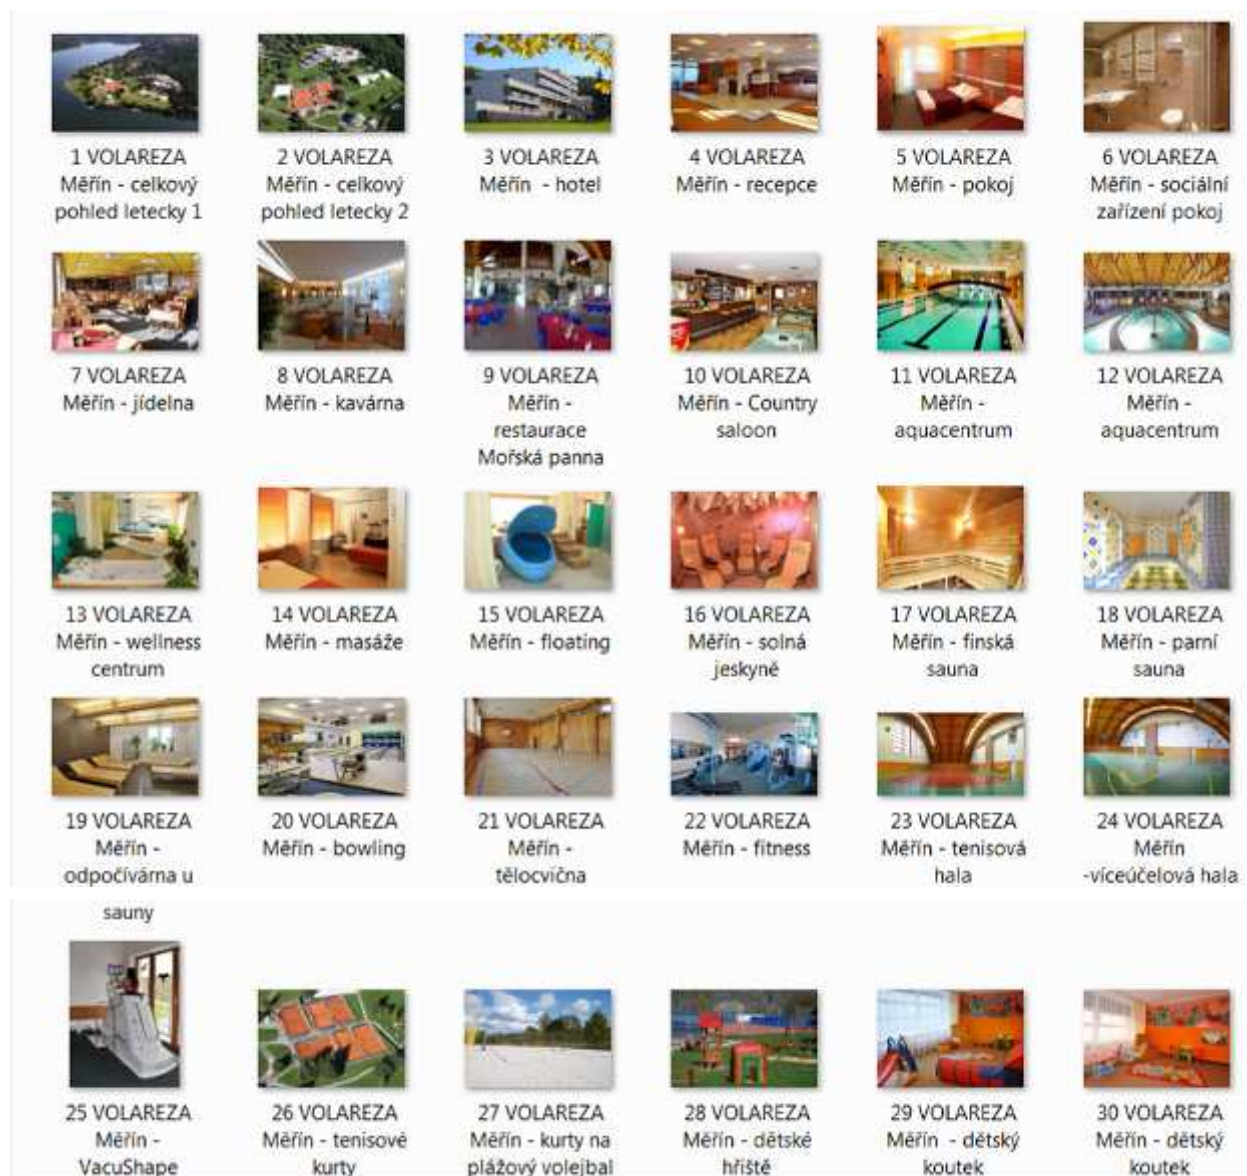 1 VOLAREZA
Měřín - celkový
pohled letecky 1
2 VOLAREZA
Měřín - celkový
pohled letecky 2
3 VOLAREZA
Měřín - hotel
4 VOLAREZA
Měřín - recepce
5 VOLAREZA
Měřín - pokoj
6 VOLAREZA
Měřín - sociální
zařízení pokoj
7 VOLAREZA
Měřín - jídelna
8 VOLAREZA
Měřín - kavárna
9 VOLAREZA
Měřín -
restaurace
Mořská panna
10 VOLAREZA
Měřín - Country
saloon
11 VOLAREZA
Měřín -
aquacentrum
12 VOLAREZA
Měřín -
aquacentrum
13 VOLAREZA
Měřín - wellness
centrum
14 VOLAREZA
Měřín - masáže
15 VOLAREZA
Měřín - floating
16 VOLAREZA
Měřín - solná
jeskyně
17 VOLAREZA
Měřín - finská
sauna
18 VOLAREZA
Měřín - parní
sauna
19 VOLAREZA
Měřín -
odpočívárna u
sauny
20 VOLAREZA
Měřín - bowling
21 VOLAREZA
Měřín -
tělocvična
22 VOLAREZA
Měřín - fitness
23 VOLAREZA
Měřín - tenisová
hala
24 VOLAREZA
Měřín
-víceúčelová hala
25 VOLAREZA
Měřín -
VacuShape
26 VOLAREZA
Měřín - tenisové
kurty
27 VOLAREZA
Měřín - kurty na
plážový volejbal
28 VOLAREZA
Měřín - dětské
hřiště
29 VOLAREZA
Měřín - dětský
koutek
30 VOLAREZA
Měřín - dětský
koutek